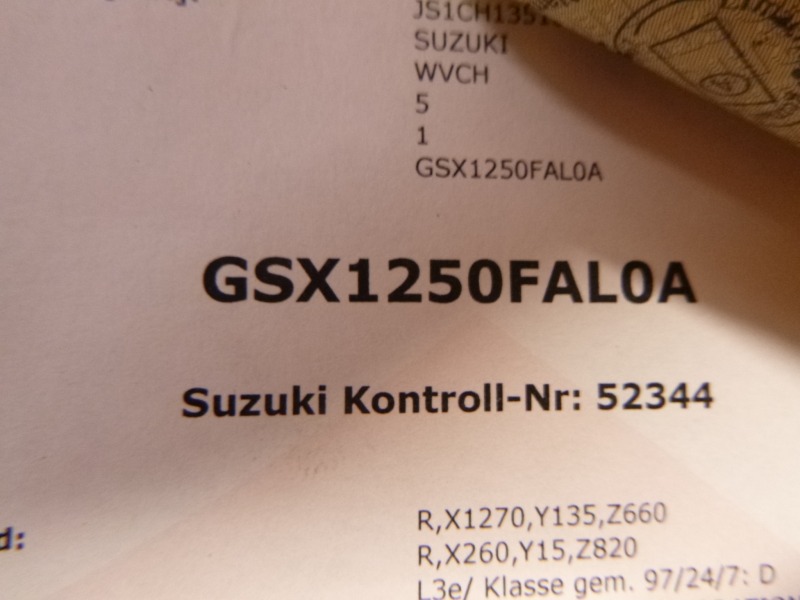 SUZUKI
WVCH
5
1
GSX1250FAL0A
GSX1250FAL0A
Suzuki Kontroll-Nr: 52344
R,X1270,Y135,Z660
d:
R,X260,Y15,Z820
L3e/ Klasse gem. 97/24/7: D